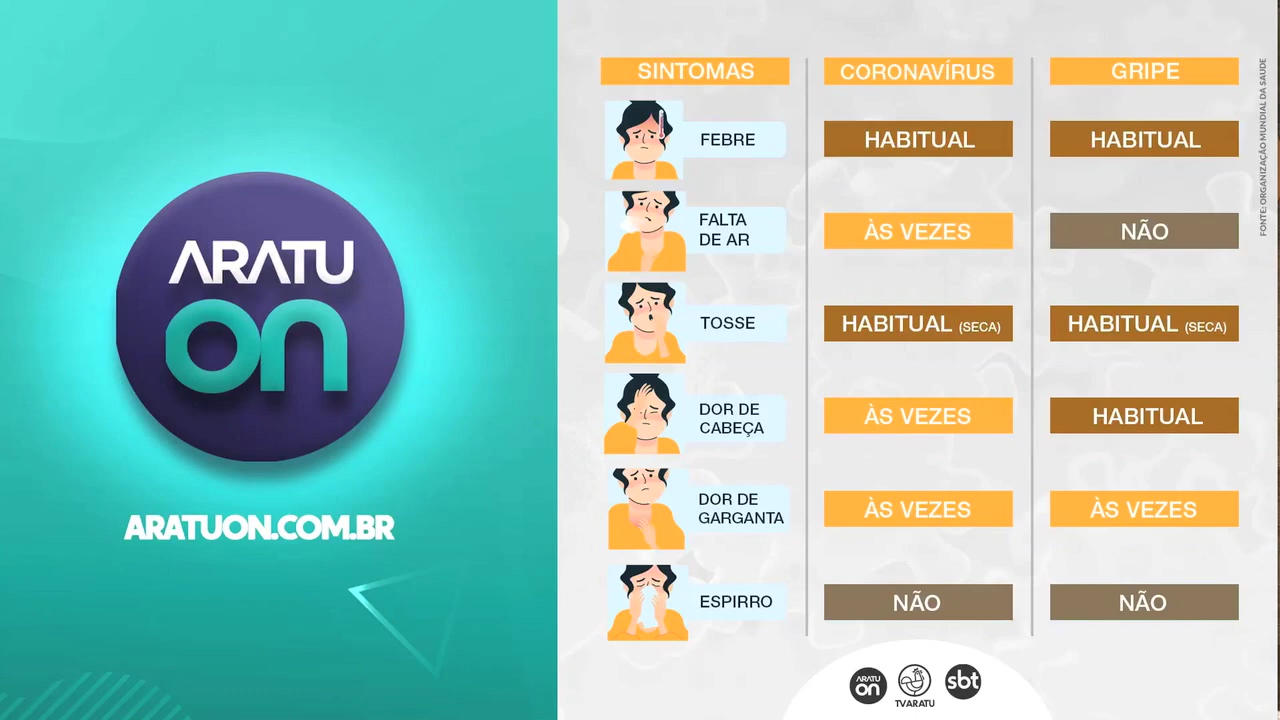 ARATU
on
ARATUON.COM.BR
SINTOMAS CORONAVÍRUS GRIPE
FEBRE HABITUAL HABITUAL
FALTA
DE AR ÀS VEZES NÃO
TOSSE HABITUAL (SECA) HABITUAL (SECA)
DOR DE
CABEÇA ÀS VEZES HABITUAL
DOR DE
GARGANTA ÀS VEZES ÀS VEZES
ESPIRRO NÃO NÃO
FONTE: ORGANIZAÇÃO MUNDIAL DA SAUDE
ARATU
on
TVARATU
sbt